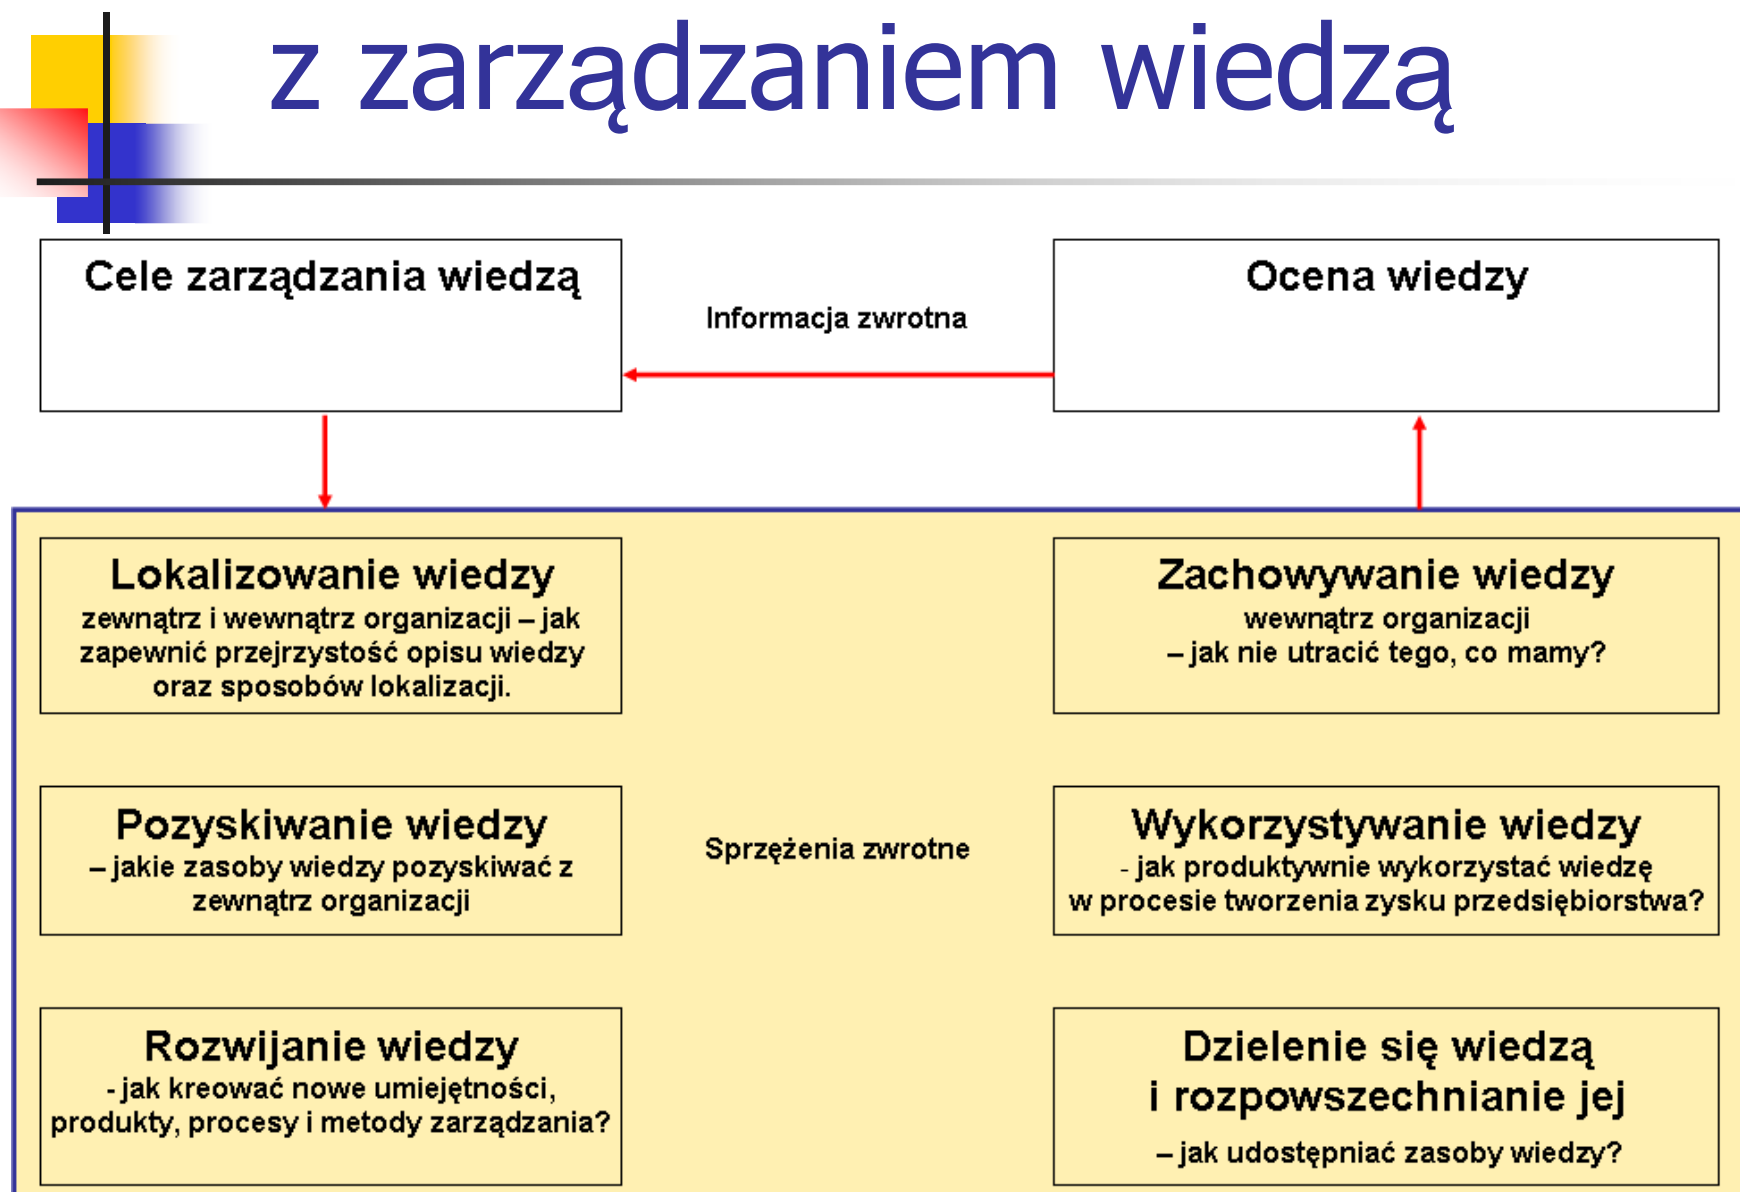 z zarządzaniem wiedzą
Cele zarządzania wiedzą
Informacja zwrotna
Ocena wiedzy
Lokalizowanie wiedzy
zewnątrz i wewnątrz organizacji – jak
zapewnić przejrzystość opisu wiedzy
oraz sposobów lokalizacji.
Zachowywanie wiedzy
wewnątrz organizacji
– jak nie utracić tego, co mamy?
Pozyskiwanie wiedzy
– jakie zasoby wiedzy pozyskiwać z
zewnątrz organizacji
Sprzężenia zwrotne
Wykorzystywanie wiedzy
- jak produktywnie wykorzystać wiedzę
w procesie tworzenia zysku przedsiębiorstwa?
Rozwijanie wiedzy
- jak kreować nowe umiejętności,
produkty, procesy i metody zarządzania?
Dzielenie się wiedzą
i rozpowszechnianie jej
– jak udostępniać zasoby wiedzy?